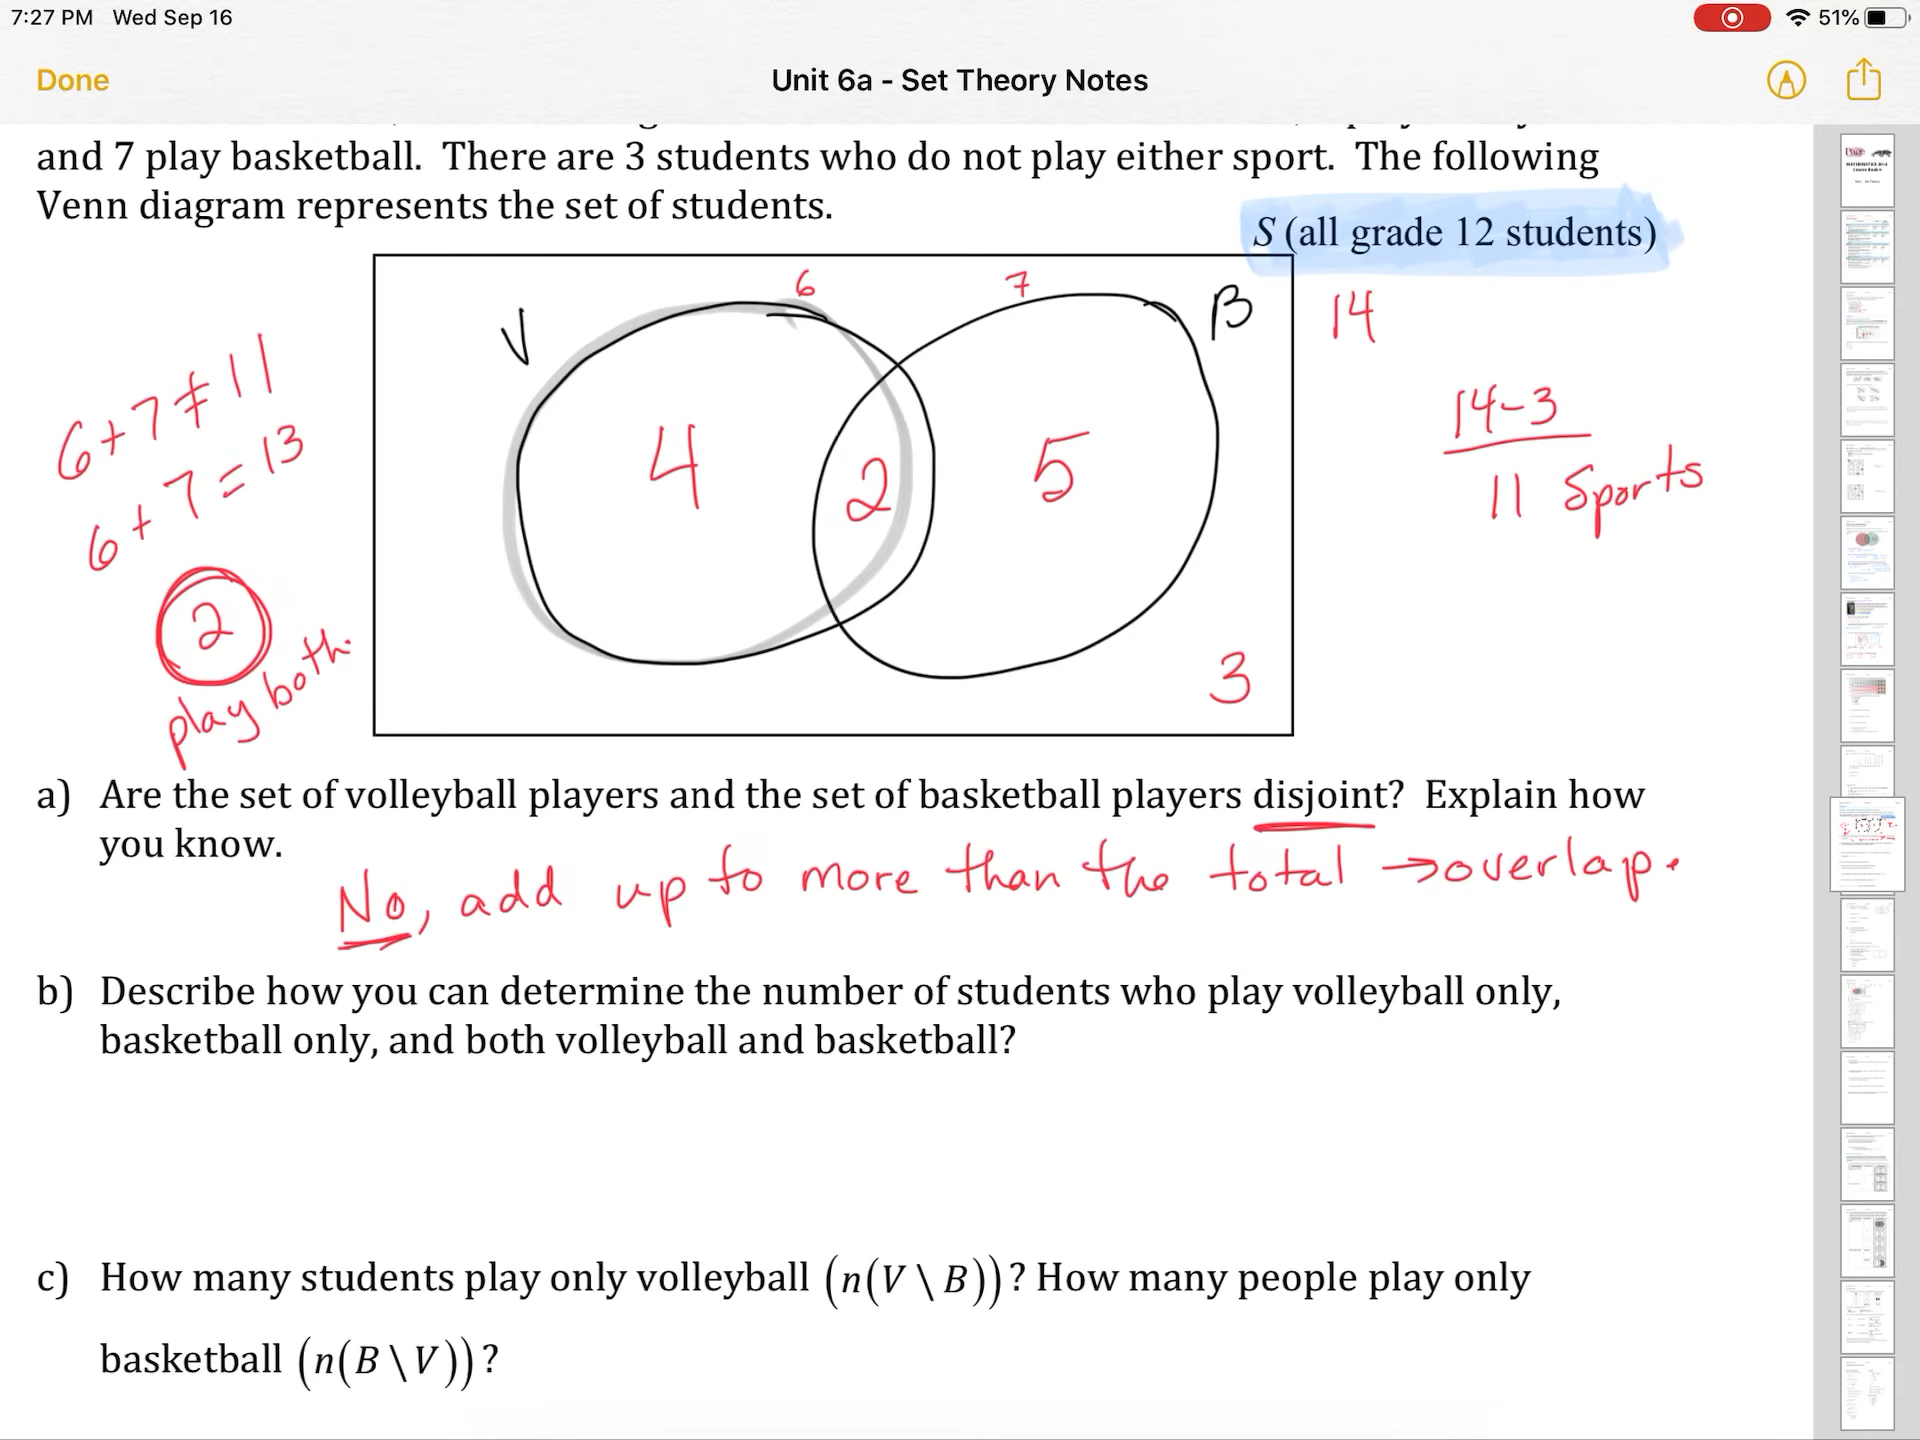 7:27 PM Wed Sep 16
51%
Done
Unit 6a - Set Theory Notes
and 7 play basketball. There are 3 students who do not play either sport. The following
Venn diagram represents the set of students.
S (all grade 12 students)
6
7
V
B
14
6+7≠11
6+7=13
14-3
11 Sports
4
2
5
2
play both.
3
a) Are the set of volleyball players and the set of basketball players disjoint? Explain how
you know.
No, add up to more than the total →overlap.
b) Describe how you can determine the number of students who play volleyball only,
basketball only, and both volleyball and basketball?
c) How many students play only volleyball (n(V \ B))? How many people play only
basketball (n(B \ V))?